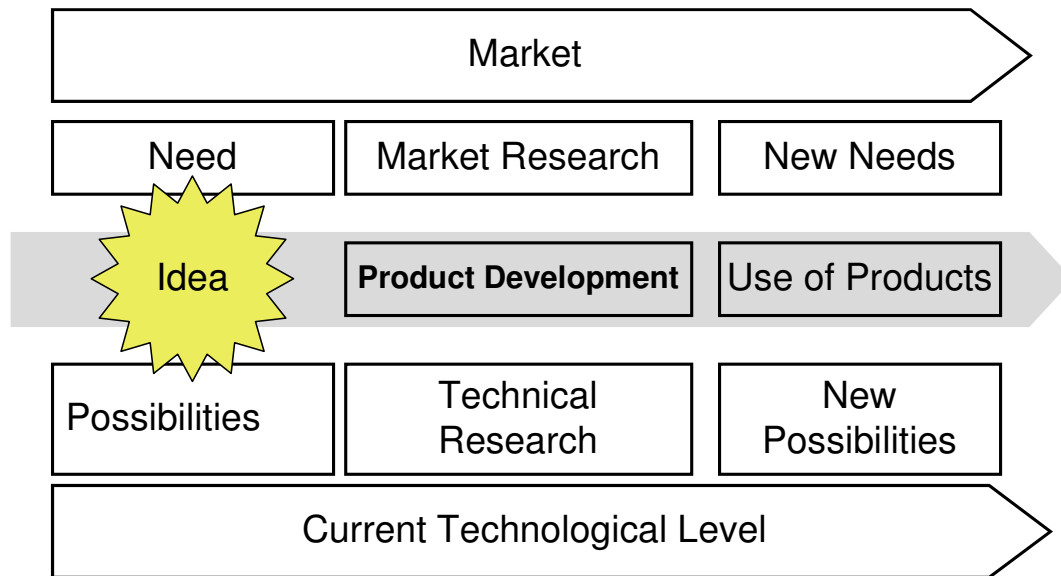 Market
Need
Market Research
New Needs
Idea
Product Development
Use of Products
Possibilities
Technical
Research
New
Possibilities
Current Technological Level